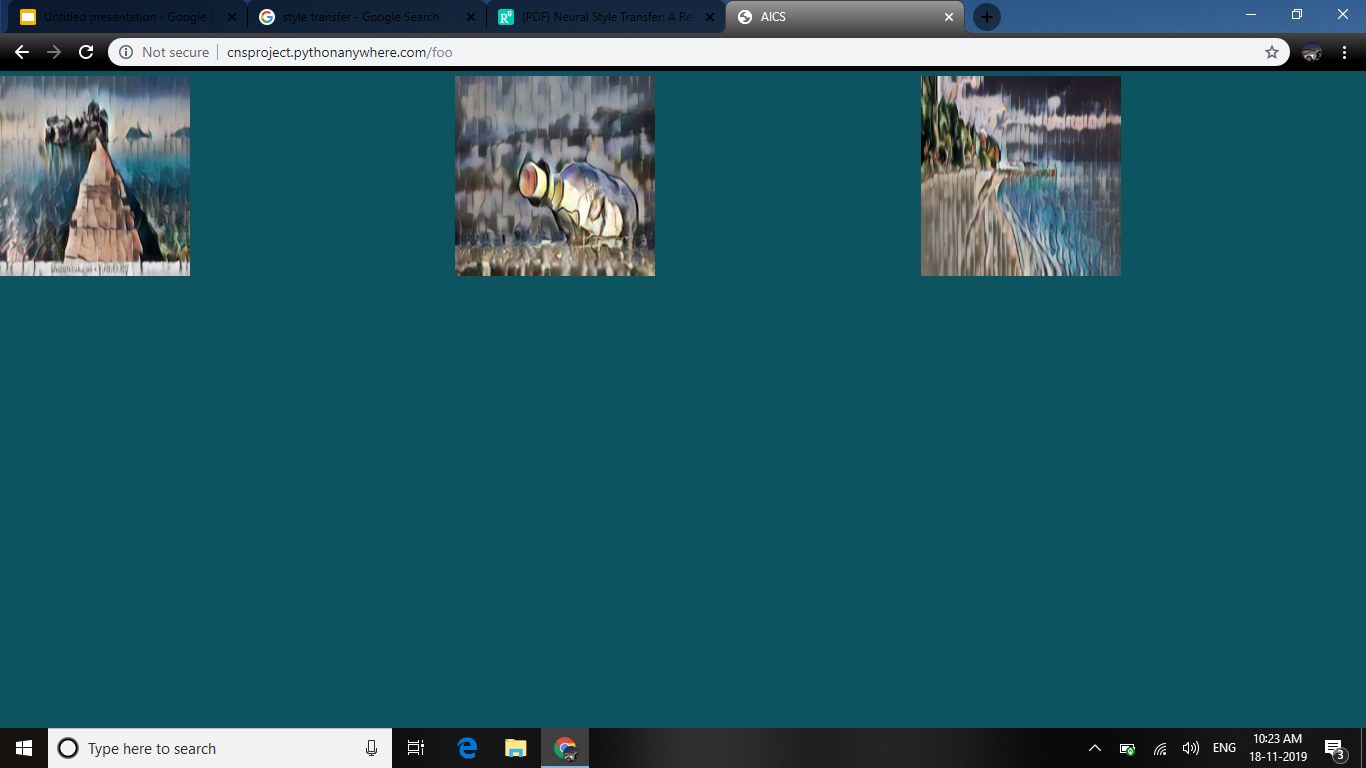 Untitled presentation - Google S
style transfer - Google Search
(PDF) Neural Style Transfer: A Re
AICS
Not secure
cnsproject.pythonanywhere.com/foo
Type here to search
ENG
10:23 AM
18-11-2019
3